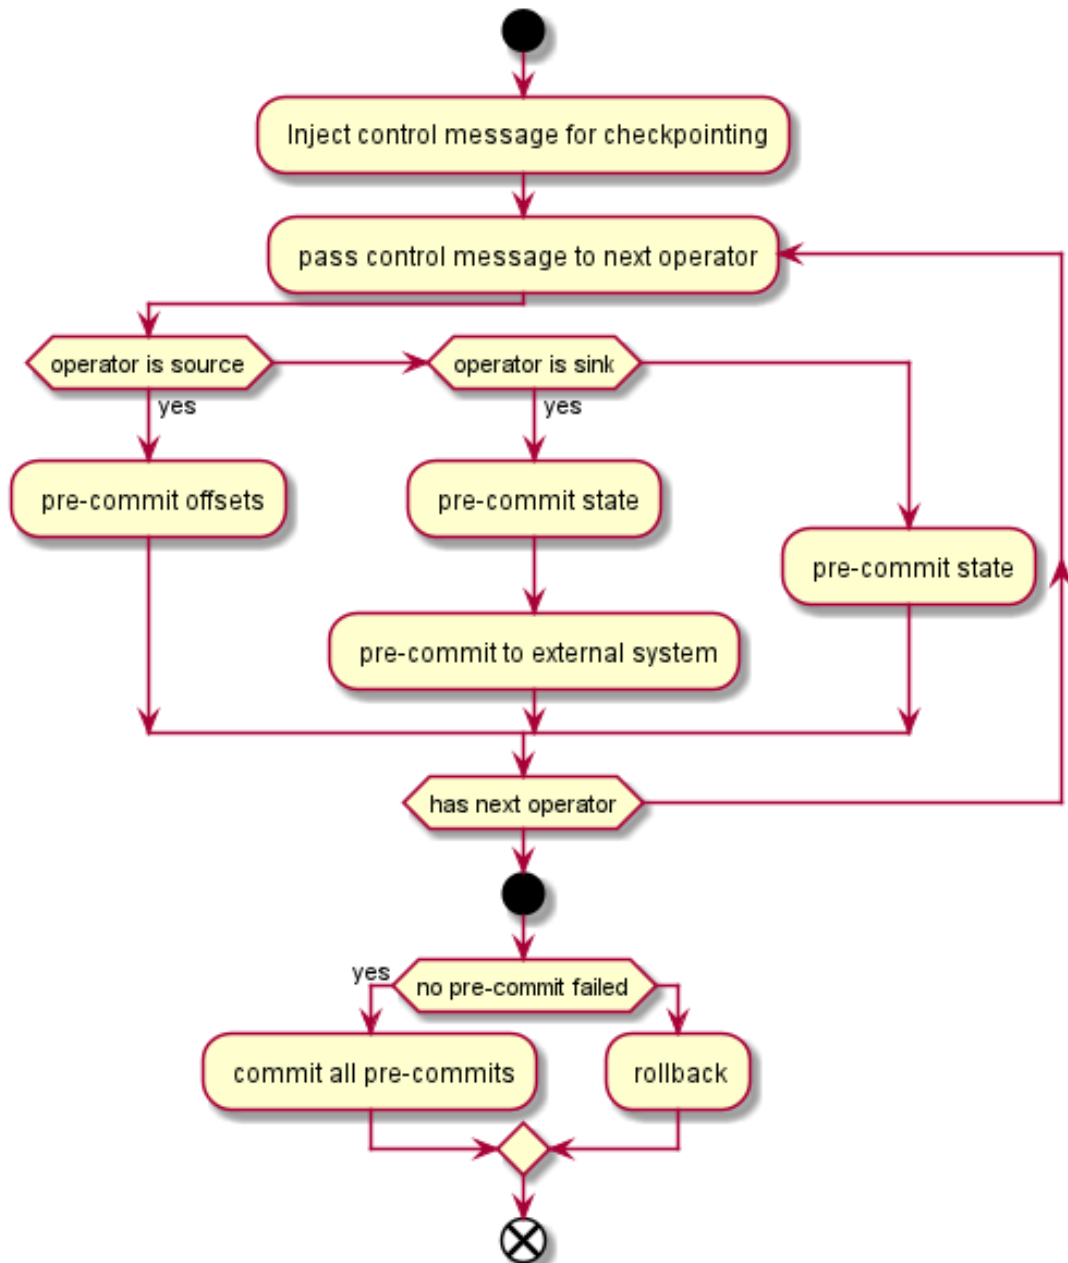 Inject control message for checkpointing
pass control message to next operator
operator is source
operator is sink
yes
yes
pre-commit offsets
pre-commit state
pre-commit state
pre-commit to external system
has next operator
yes
no pre-commit failed
commit all pre-commits
rollback